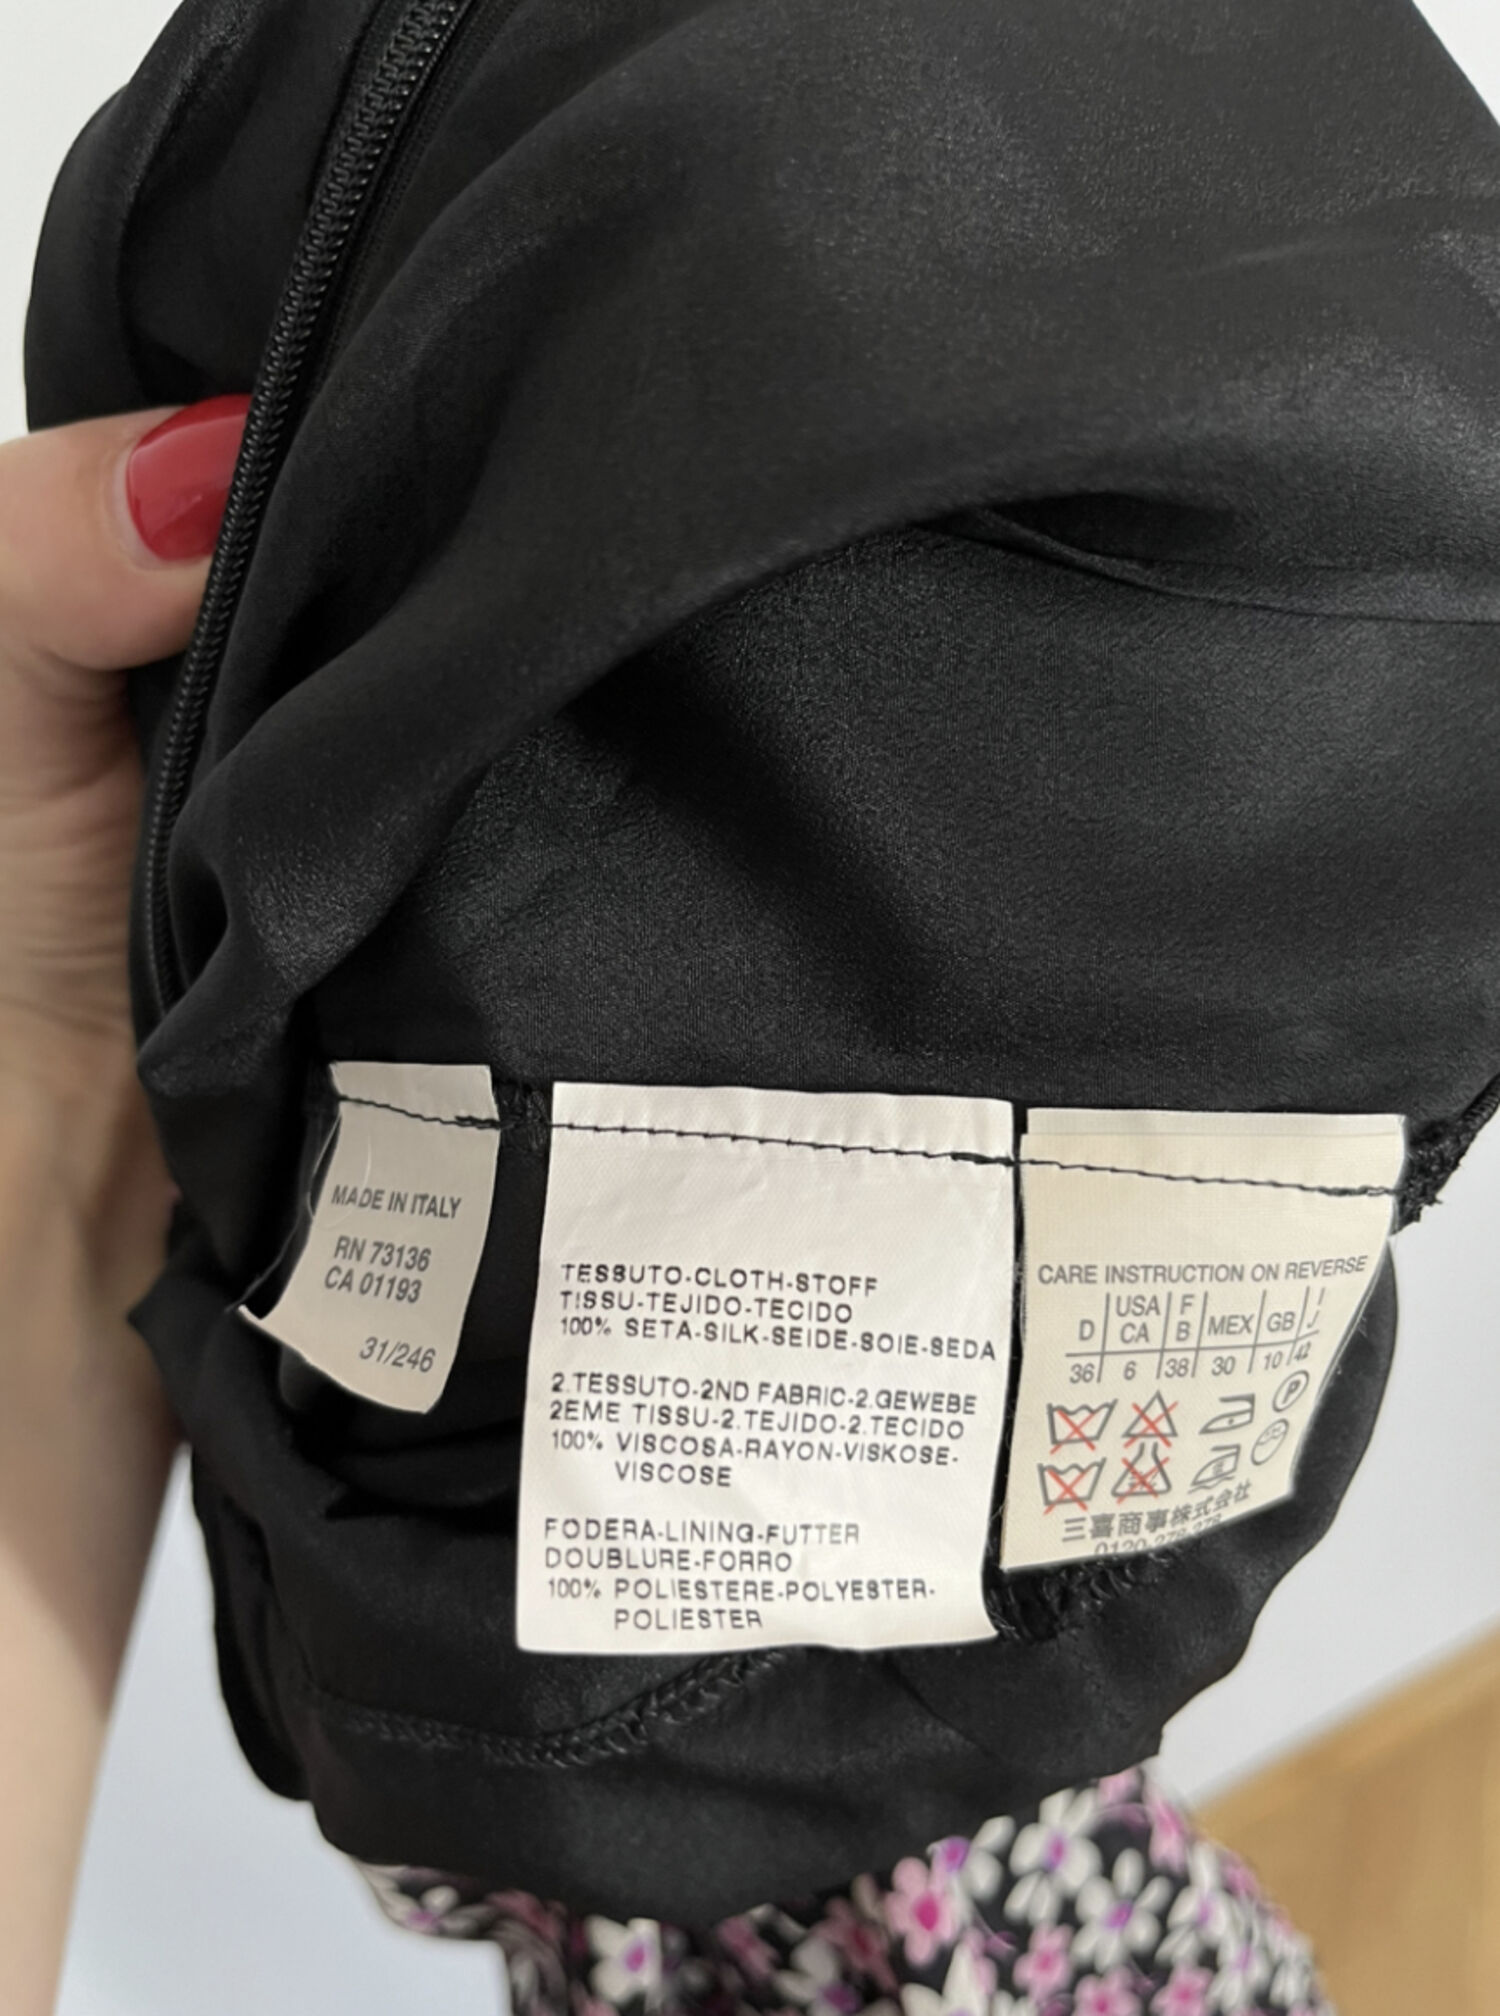 MADE IN ITALY
RN 73136
CA 01193
31/246
TESSUTO-CLOTH-STOFF
TISSU-TEJIDO-TECIDO
100% SETA-SILK-SEIDE-SOIE-SEDA
2.TESSUTO-2ND FABRIC-2.GEWEBE
2EME TISSU-2.TEJIDO-2.TECIDO
100% VISCOSA-RAYON-VISKOSE-
VISCOSE
FODERA-LINING-FUTTER
DOUBLURE-FORRO
100% POLIESTERE-POLYESTER-
POLIESTER
CARE INSTRUCTION ON REVERSE
D USA CA F B MEX GB I J
36 6 38 30 10 42
P
三喜商事株式会社
0120-278-278